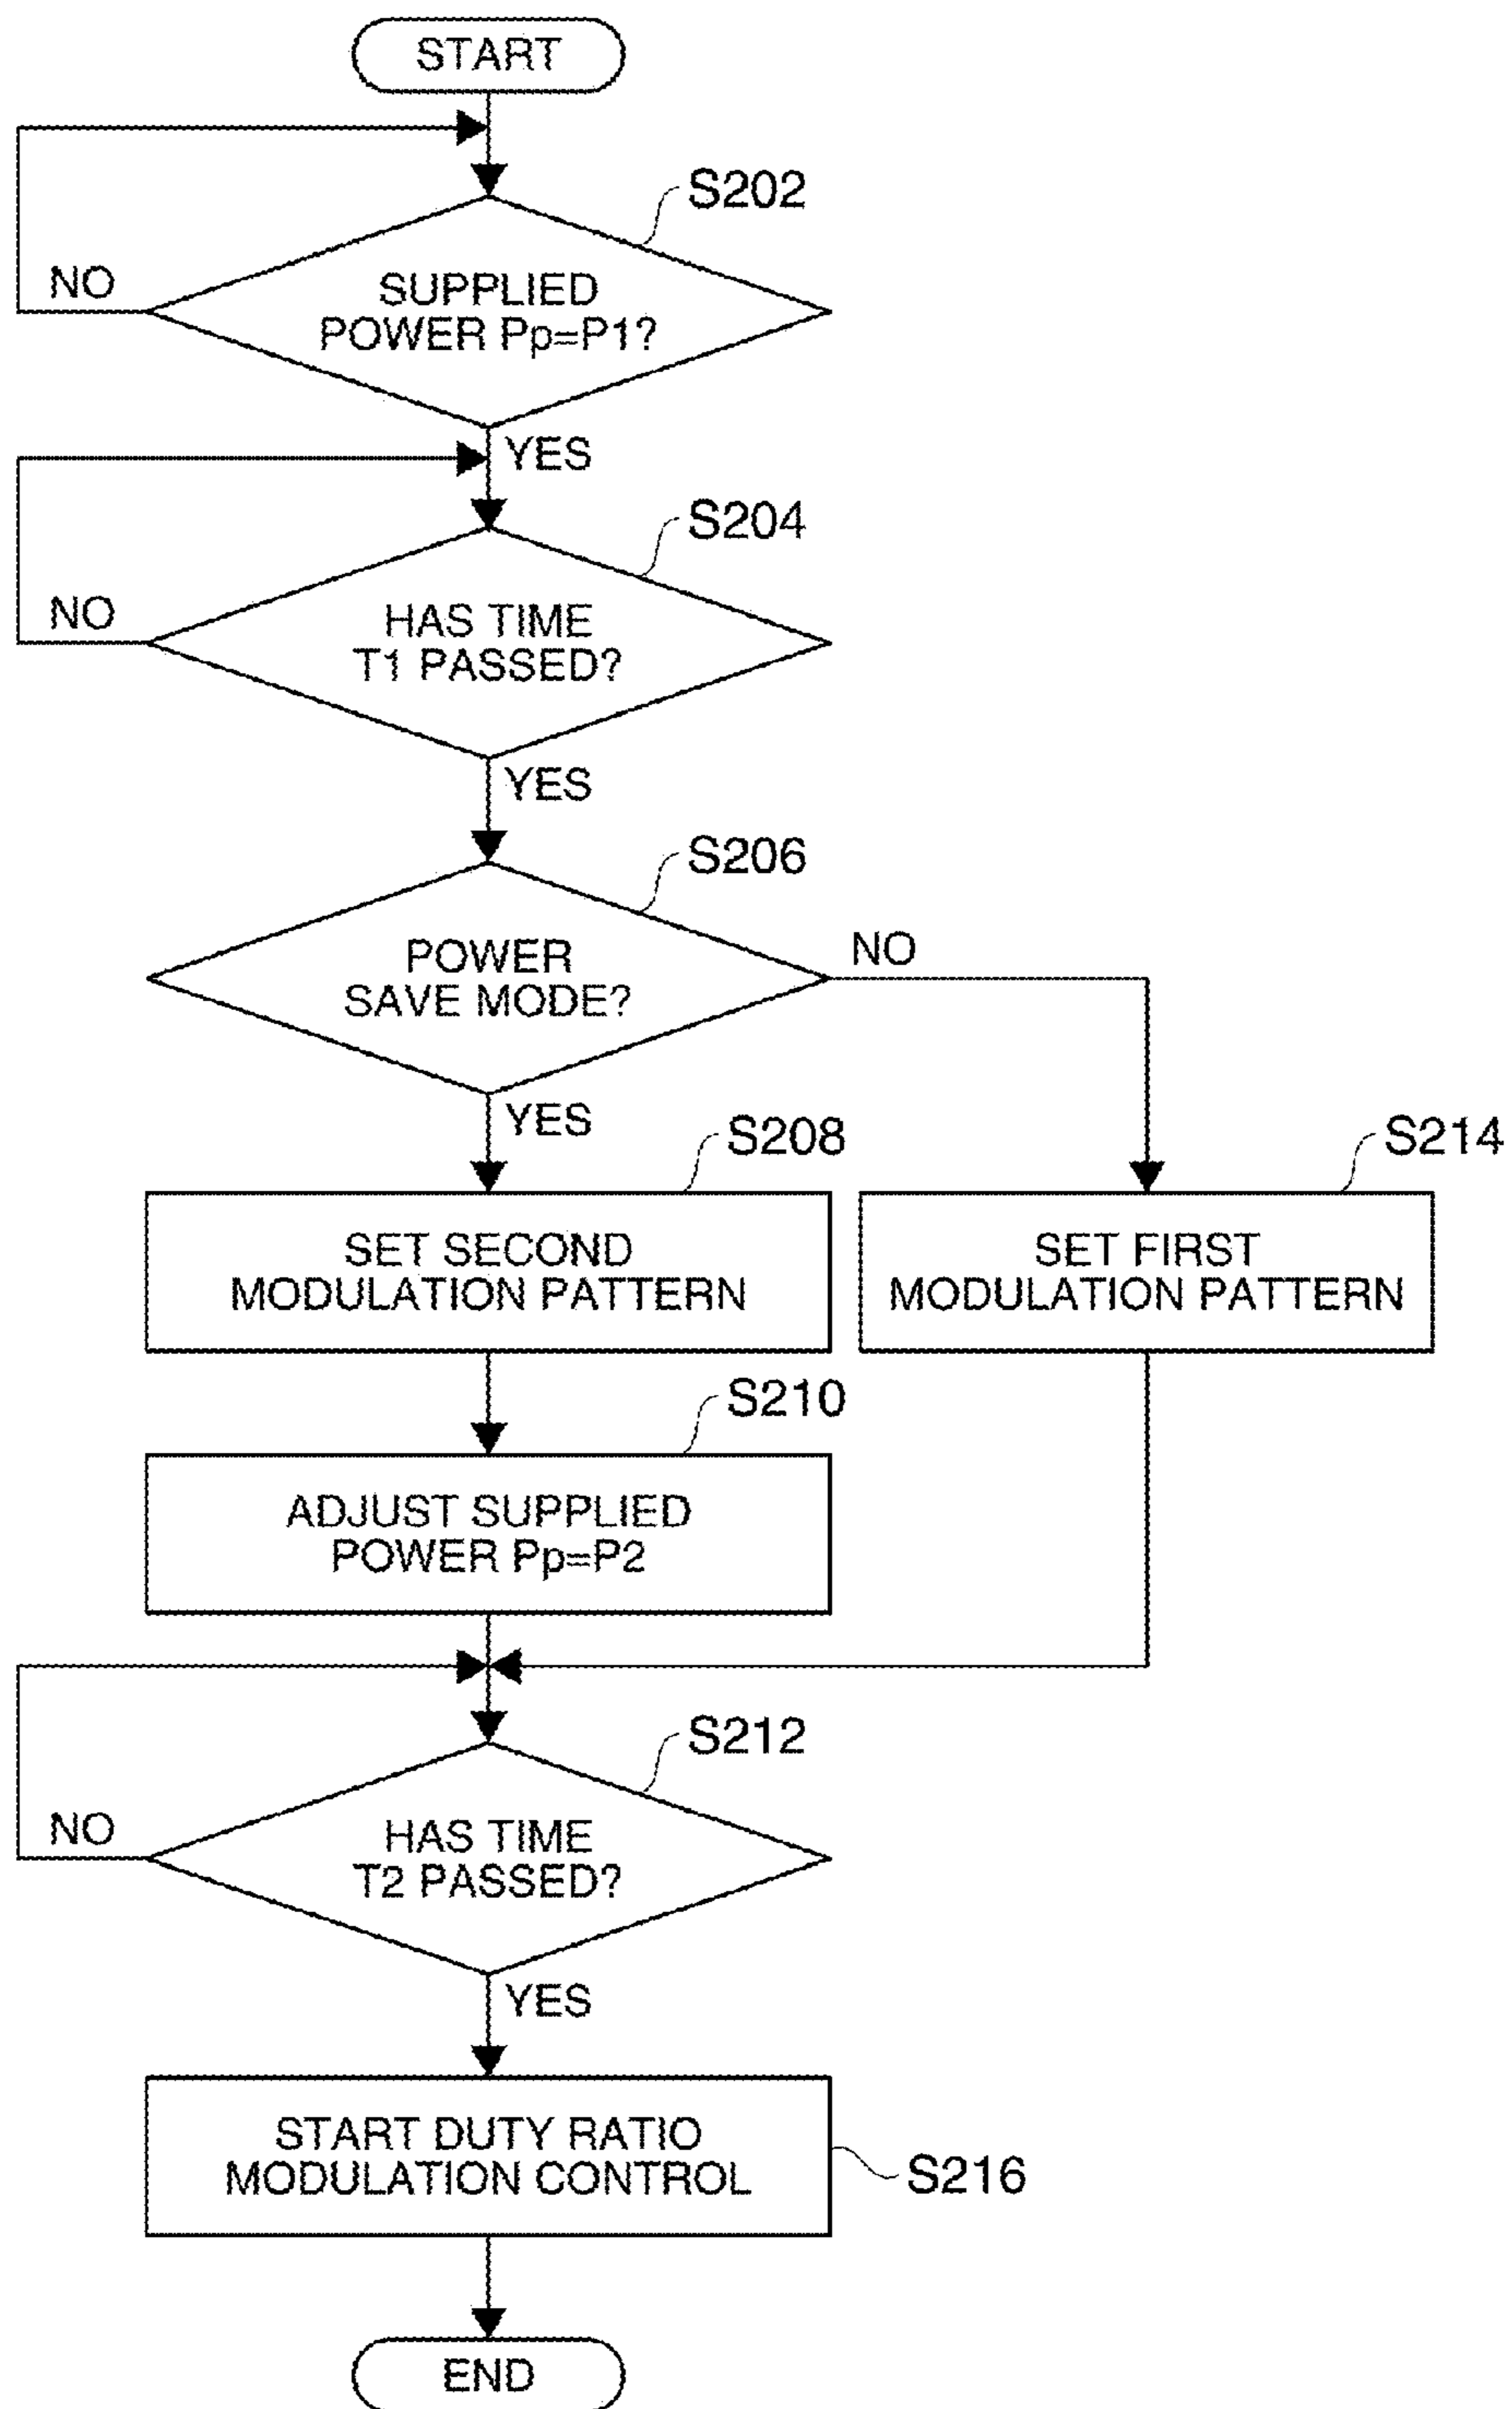 START
S202
NO
SUPPLIED
POWER Pp=P1?
YES
S204
NO
HAS TIME
T1 PASSED?
YES
S206
NO
POWER
SAVE MODE?
YES
S208
S214
SET SECOND
MODULATION PATTERN
SET FIRST
MODULATION PATTERN
S210
ADJUST SUPPLIED
POWER Pp=P2
S212
NO
HAS TIME
T2 PASSED?
YES
START DUTY RATIO
MODULATION CONTROL
S216
END